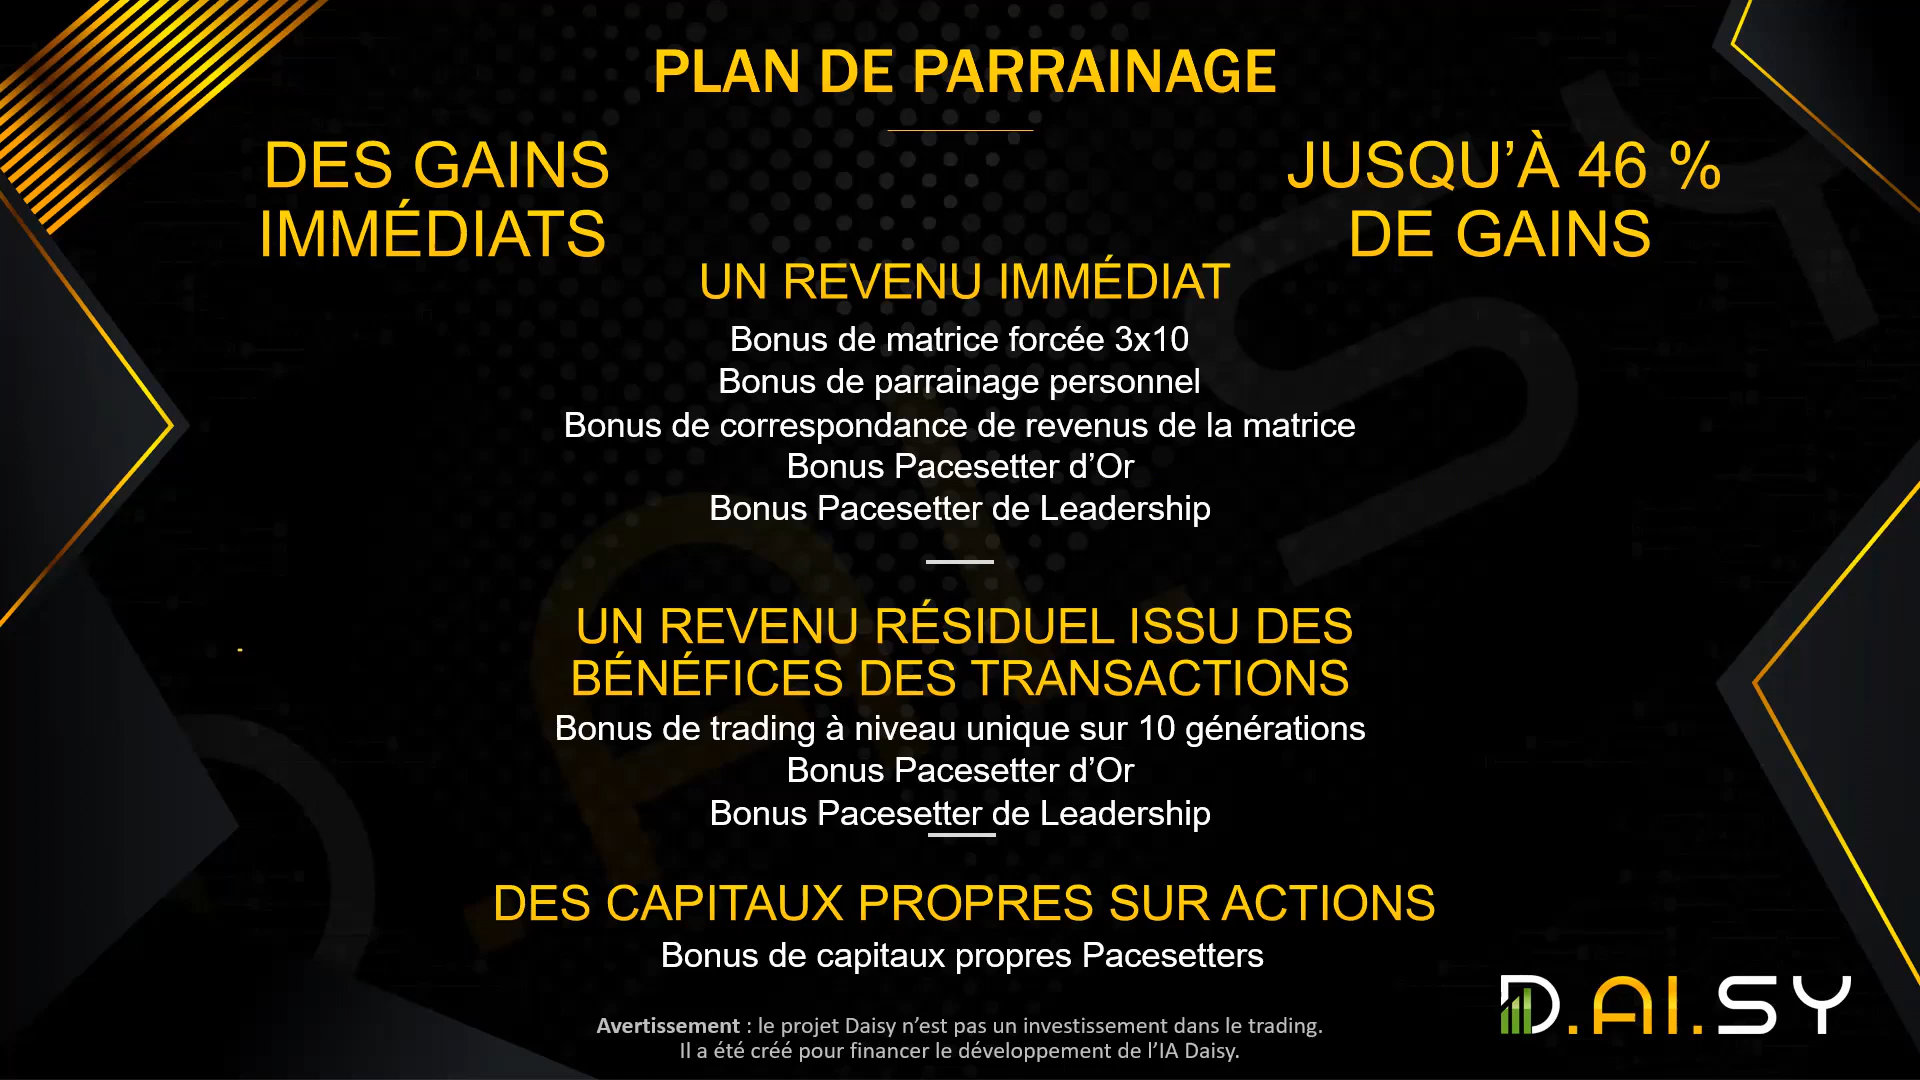 PLAN DE PARRAINAGE
DES GAINS
IMMÉDIATS
JUSQU’À 46 %
DE GAINS
UN REVENU IMMÉDIAT
Bonus de matrice forcée 3x10
Bonus de parrainage personnel
Bonus de correspondance de revenus de la matrice
Bonus Pacesetter d’Or
Bonus Pacesetter de Leadership
UN REVENU RÉSIDUEL ISSU DES
BÉNÉFICES DES TRANSACTIONS
Bonus de trading à niveau unique sur 10 générations
Bonus Pacesetter d’Or
Bonus Pacesetter de Leadership
DES CAPITAUX PROPRES SUR ACTIONS
Bonus de capitaux propres Pacesetters
Avertissement : le projet Daisy n’est pas un investissement dans le trading.
Il a été créé pour financer le développement de l’IA Daisy.
D.AI.SY